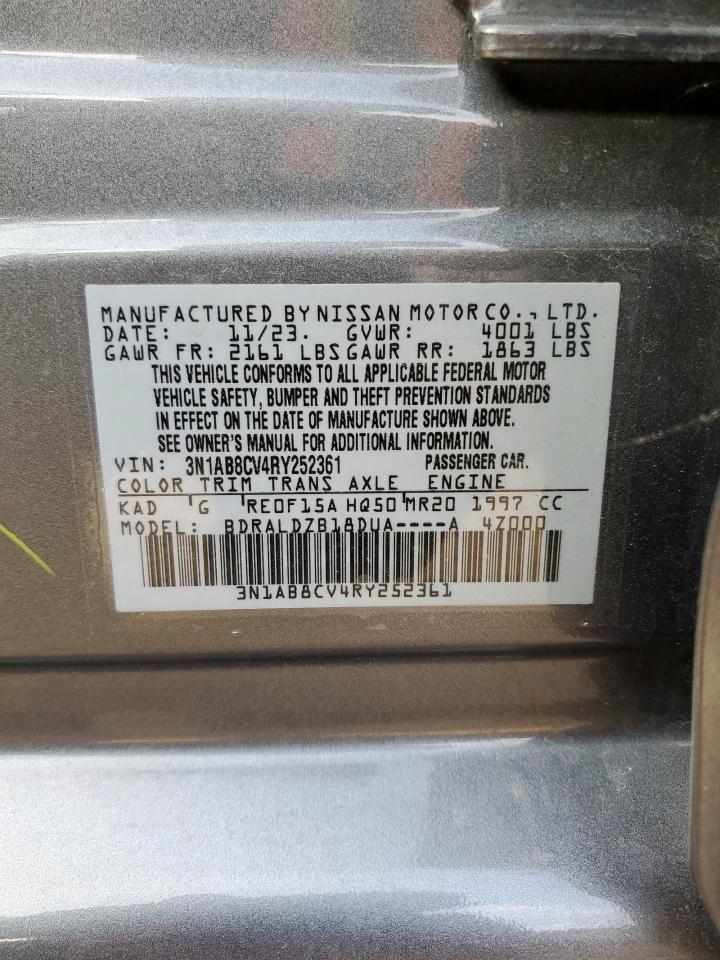 MANUFACTURED BY NISSAN MOTOR CO., LTD.
DATE: 11/23. GVWR: 4001 LBS
GAWR FR: 2161 LBS GAWR RR: 1863 LBS
THIS VEHICLE CONFORMS TO ALL APPLICABLE FEDERAL MOTOR
VEHICLE SAFETY, BUMPER AND THEFT PREVENTION STANDARDS
IN EFFECT ON THE DATE OF MANUFACTURE SHOWN ABOVE.
SEE OWNER'S MANUAL FOR ADDITIONAL INFORMATION.
VIN: 3N1AB8CV4RY252361 PASSENGER CAR.
COLOR TRIM TRANS AXLE ENGINE
KAD G RE0F15A HQ50 MR20 1997 CC
MODEL: BDRALDZB18DUA----A 4Z000
3N1AB8CV4RY252361